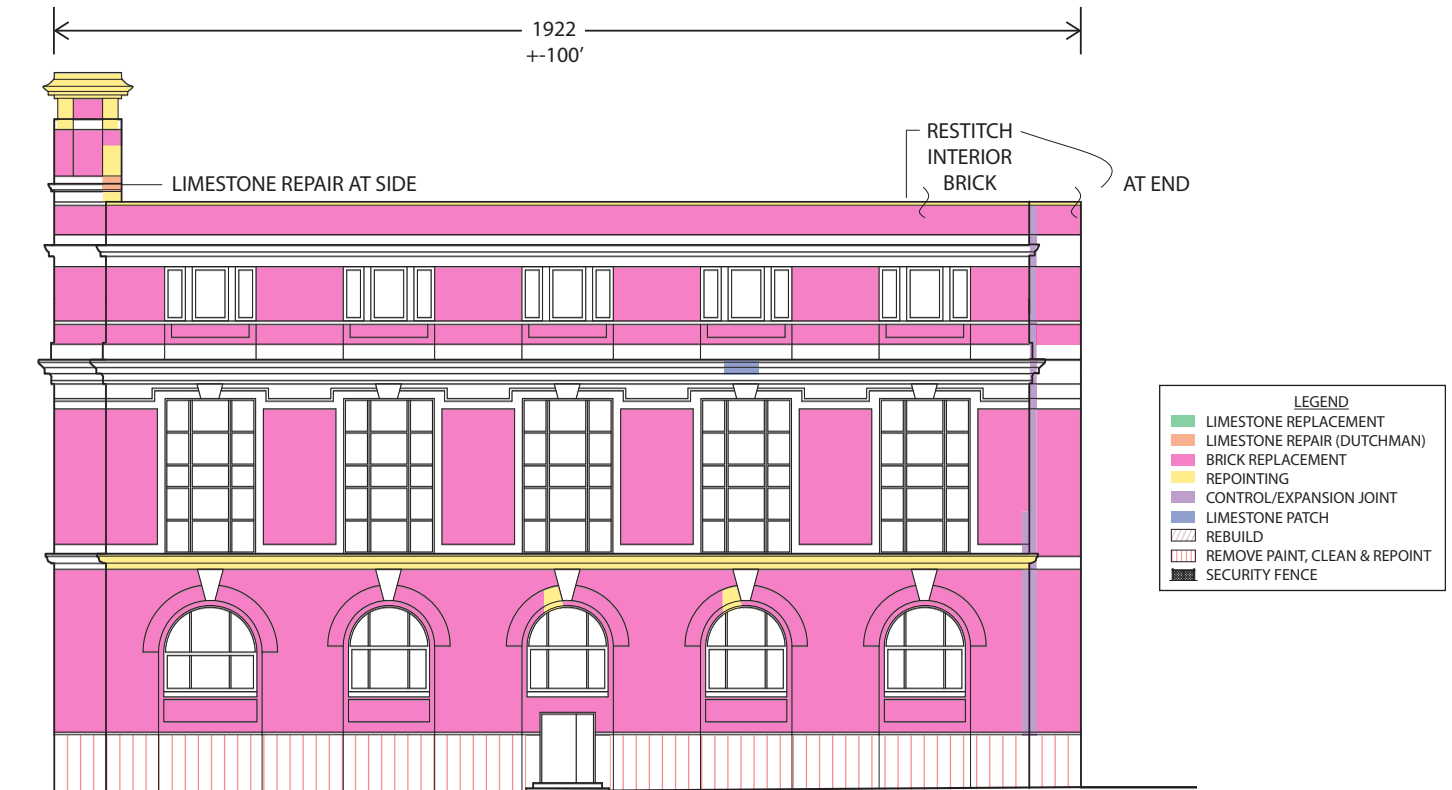 1922
+-100’
RESTITCH
INTERIOR
BRICK
AT END
LIMESTONE REPAIR AT SIDE
LEGEND
LIMESTONE REPLACEMENT
LIMESTONE REPAIR (DUTCHMAN)
BRICK REPLACEMENT
REPOINTING
CONTROL/EXPANSION JOINT
LIMESTONE PATCH
REBUILD
REMOVE PAINT, CLEAN & REPOINT
SECURITY FENCE